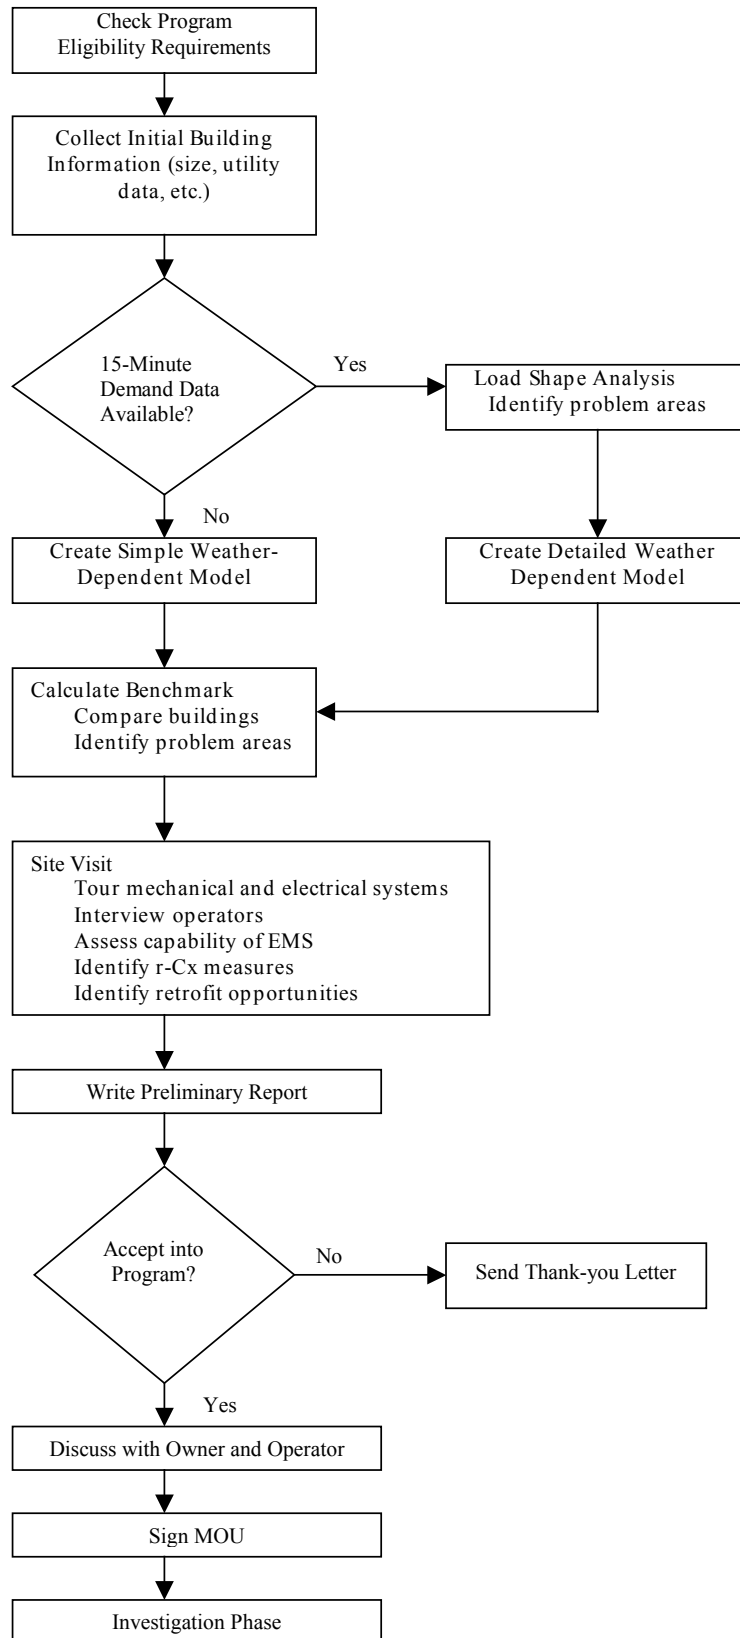 Check Program
Eligibility Requirements
Collect Initial Building
Information (size, utility
data, etc.)
15-Minute
Demand Data
Available?
Yes
Load Shape Analysis
Identify problem areas
No
Create Simple Weather-
Dependent Model
Create Detailed Weather
Dependent Model
Calculate Benchmark
Compare buildings
Identify problem areas
Site Visit
Tour mechanical and electrical systems
Interview operators
Assess capability of EMS
Identify r-Cx measures
Identify retrofit opportunities
Write Preliminary Report
Accept into
Program?
No
Send Thank-you Letter
Yes
Discuss with Owner and Operator
Sign MOU
Investigation Phase